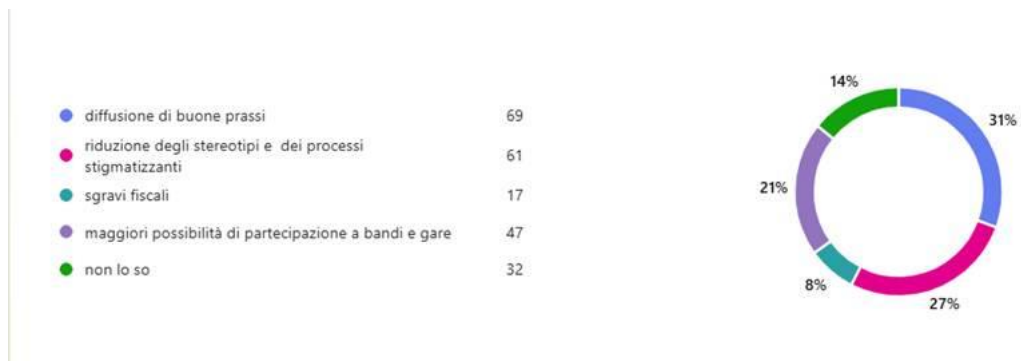 diffusione di buone prassi 69
riduzione degli stereotipi e dei processi
stigmatizzanti 61
sgravi fiscali 17
maggiori possibilità di partecipazione a bandi e gare 47
non lo so 32
14%
31%
21%
8%
27%